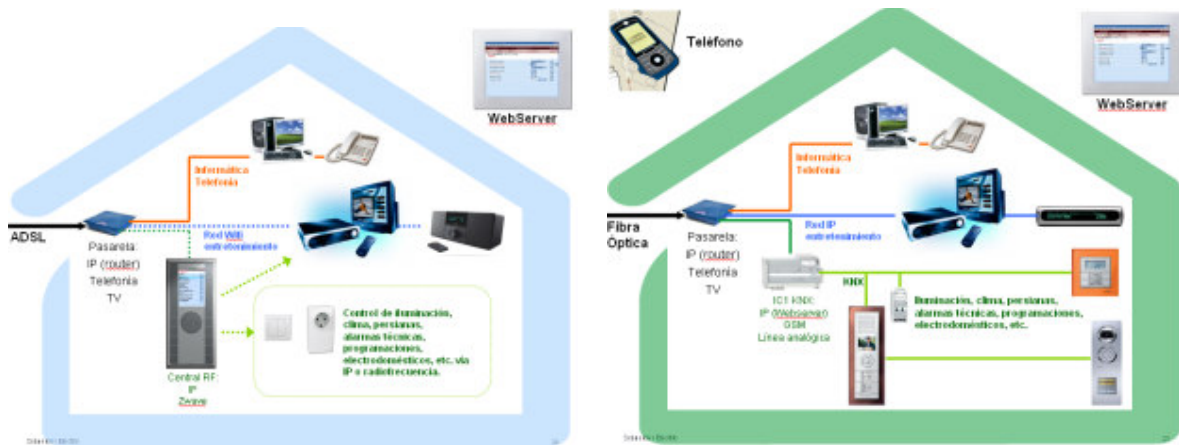 WebServer
Informática
Telefonía
ADSL
Red Wifi
entretenimiento
Pasarela:
IP (router)
Telefonía
TV
Control de iluminación,
clima, persianas,
alarmas técnicas,
programaciones,
electrodomésticos, etc. vía
IP o radiofrecuencia.
Central RF:
IP
Zwave
Teléfono
WebServer
Informática
Telefonía
Fibra
Óptica
Red IP
entretenimiento
Pasarela:
IP (router)
Telefonía
TV
KNX
IC1 KNX:
IP (Webserver)
GSM
Línea analógica
Iluminación, clima, persianas,
alarmas técnicas, programaciones,
electrodomésticos, etc.